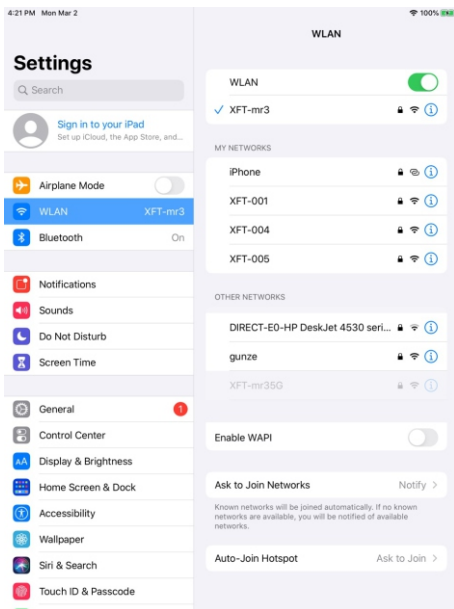 4:21 PM Mon Mar 2
100%
Settings
Search
Sign in to your iPad
Set up iCloud, the App Store, and...
Airplane Mode
WLAN XFT-mr3
Bluetooth On
Notifications
Sounds
Do Not Disturb
Screen Time
General 1
Control Center
AA Display & Brightness
Home Screen & Dock
Accessibility
Wallpaper
Siri & Search
Touch ID & Passcode
WLAN
WLAN
XFT-mr3
MY NETWORKS
iPhone
XFT-001
XFT-004
XFT-005
OTHER NETWORKS
DIRECT-E0-HP DeskJet 4530 seri...
gunze
XFT-mr35G
Enable WAPI
Ask to Join Networks Notify
Known networks will be joined automatically. If no known
networks are available, you will be notified of available
networks.
Auto-Join Hotspot Ask to Join